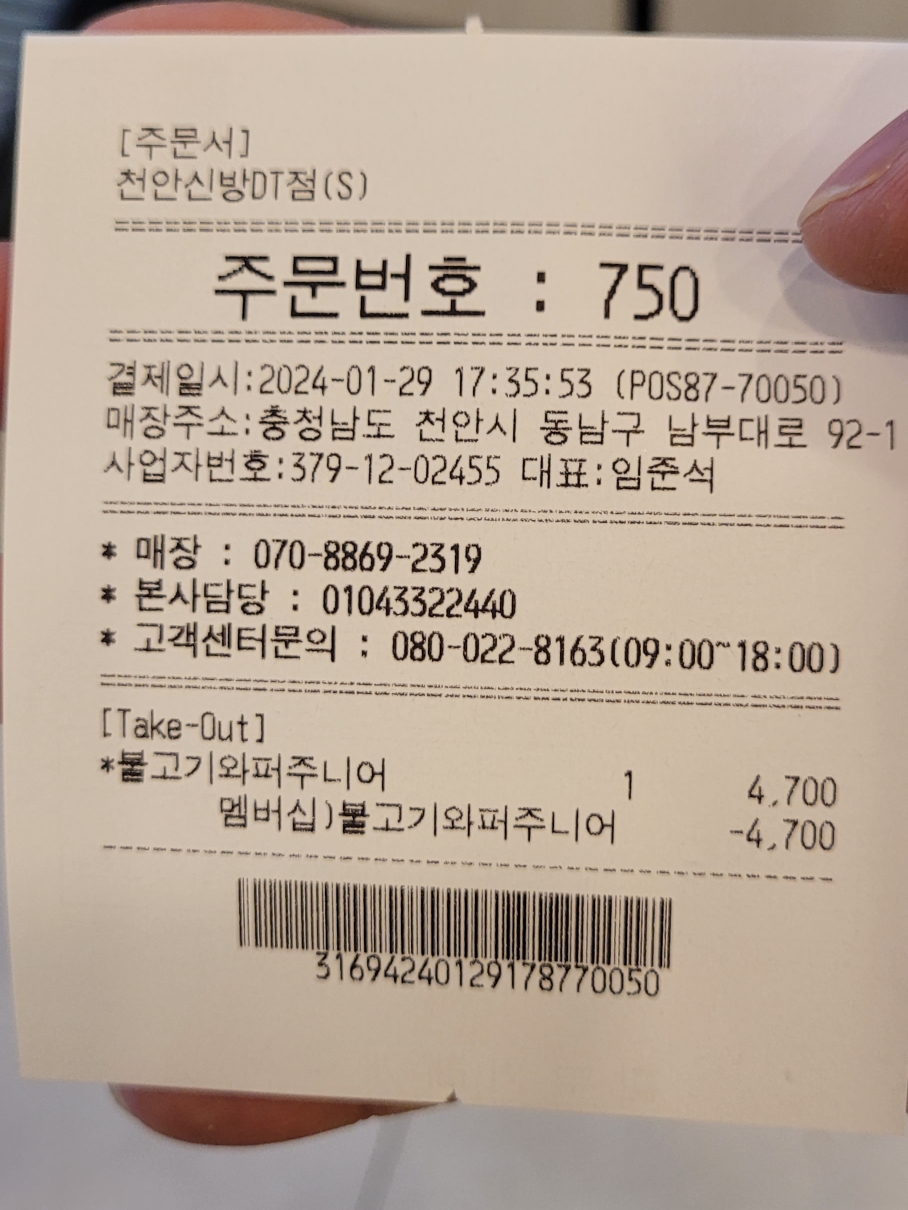 [주문서]
천안신방DT점(S)
주문번호 : 750
결제일시:2024-01-29 17:35:53 (POS87-70050)
매장주소:충청남도 천안시 동남구 남부대로 92-1
사업자번호:379-12-02455 대표:임준석
* 매장 : 070-8869-2319
* 본사담당 : 01043322440
* 고객센터문의 : 080-022-8163(09:00~18:00)
[Take-Out]
*불고기와퍼주니어 1 4,700
멤버십)불고기와퍼주니어 -4,700
31694240129178770050